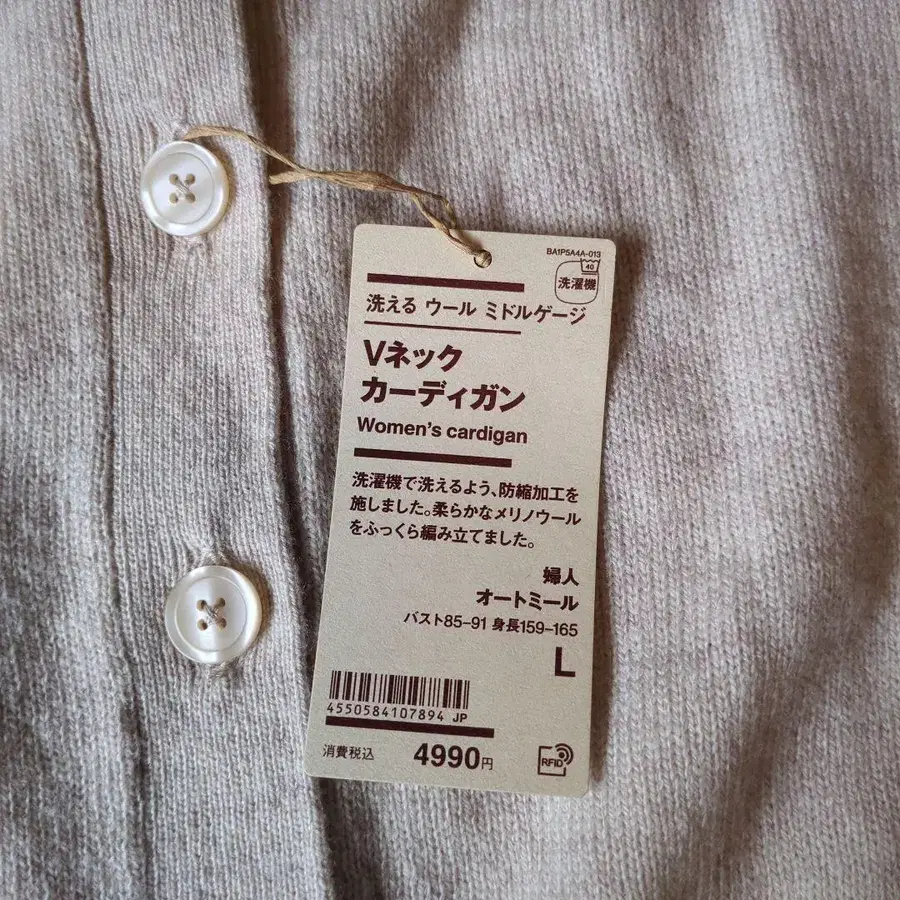 BA1P5A4A-013
40
洗濯機
洗える ウール ミドルゲージ
Vネック
カーディガン
Women's cardigan
洗濯機で洗えるよう、防縮加工を
施しました。柔らかなメリノウール
をふっくら編み立てました。
婦人
オートミール
バスト85–91 身長159–165
L
4550584107894 JP
消費税込 4990円
RFID